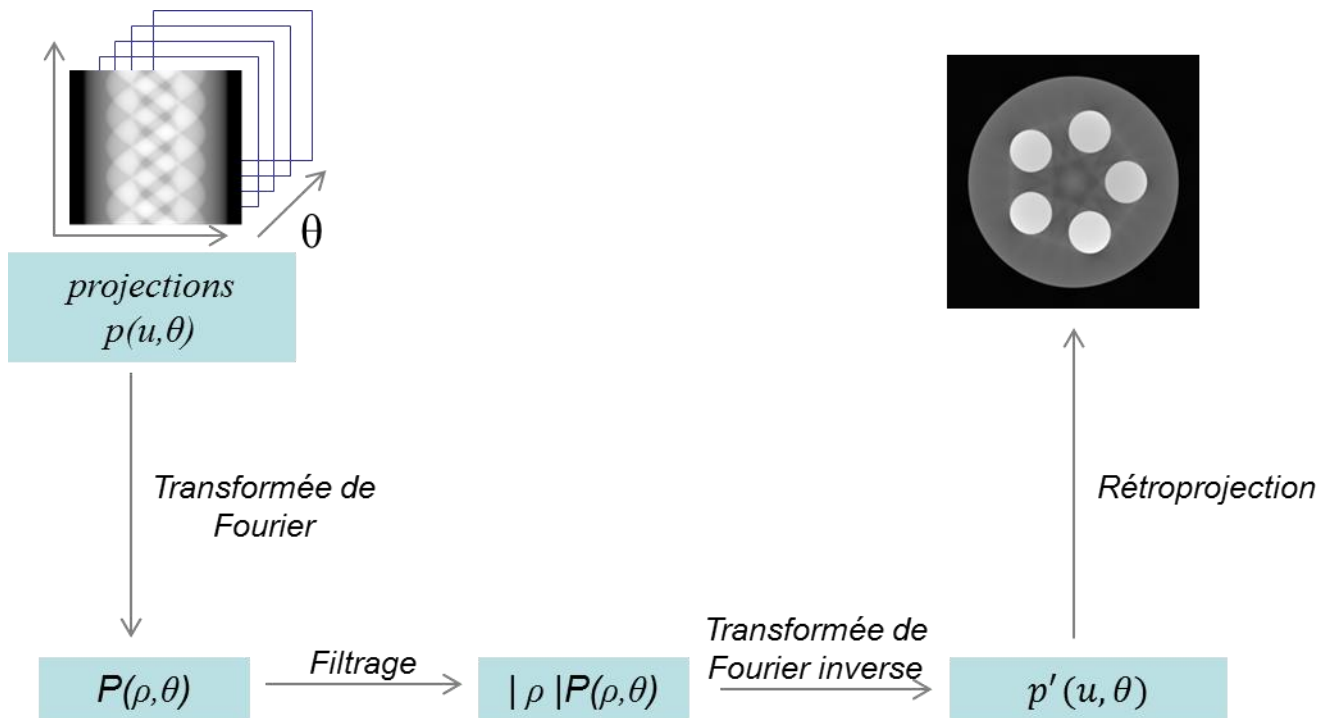 θ
projections
p(u,θ)
Transformée de
Fourier
Rétroprojection
P(ρ,θ)
Filtrage
| ρ |P(ρ,θ)
Transformée de
Fourier inverse
p′(u, θ)